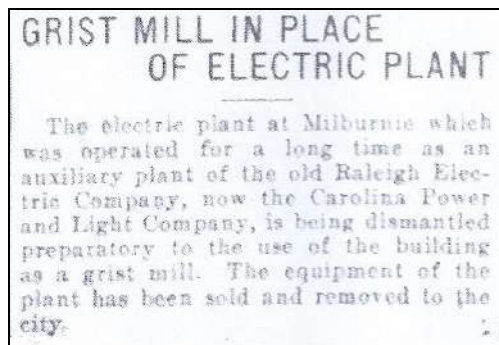 GRIST MILL IN PLACE
OF ELECTRIC PLANT
The electric plant at Milburnie which
was operated for a long time as an
auxiliary plant of the old Raleigh Elec-
tric Company, now the Carolina Power
and Light Company, is being dismantled
preparatory to the use of the building
as a grist mill. The equipment of the
plant has been sold and removed to the
city.